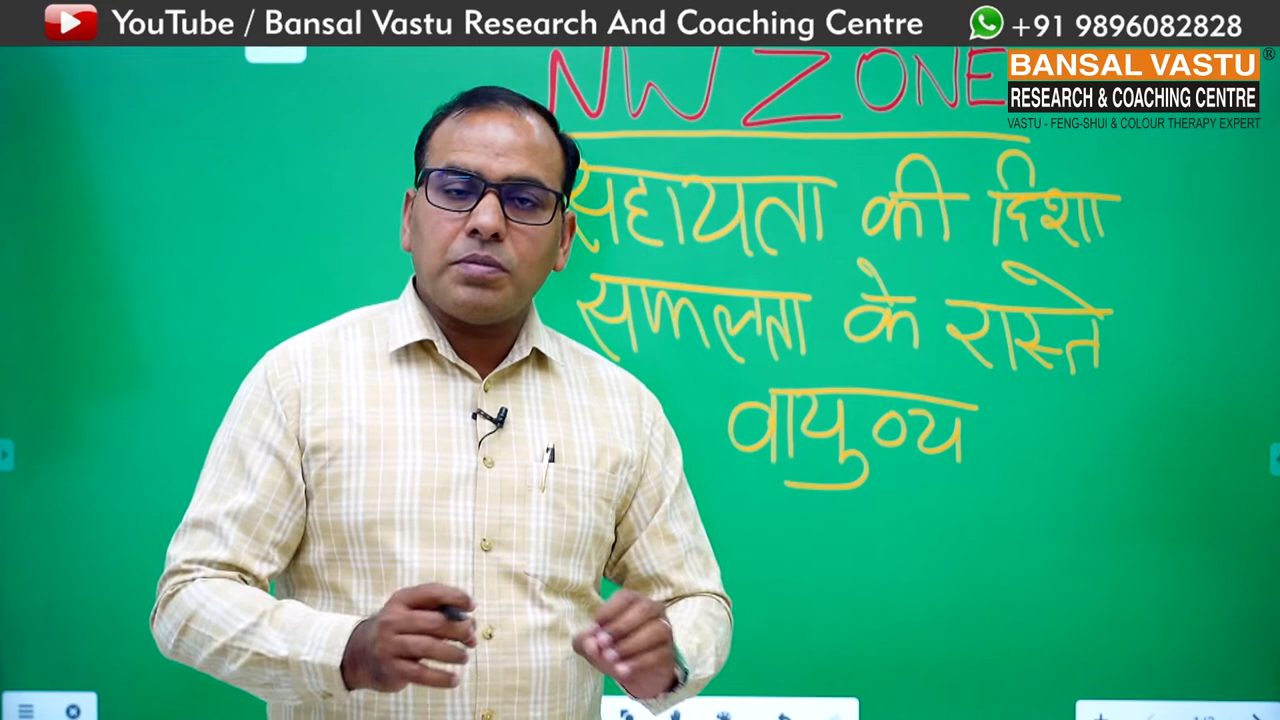 YouTube / Bansal Vastu Research And Coaching Centre
+91 9896082828
NW ZONE
BANSAL VASTU®
RESEARCH & COACHING CENTRE
VASTU - FENG-SHUI & COLOUR THERAPY EXPERT
सहायता की दिशा
सफलता के रास्ते
वायुव्य